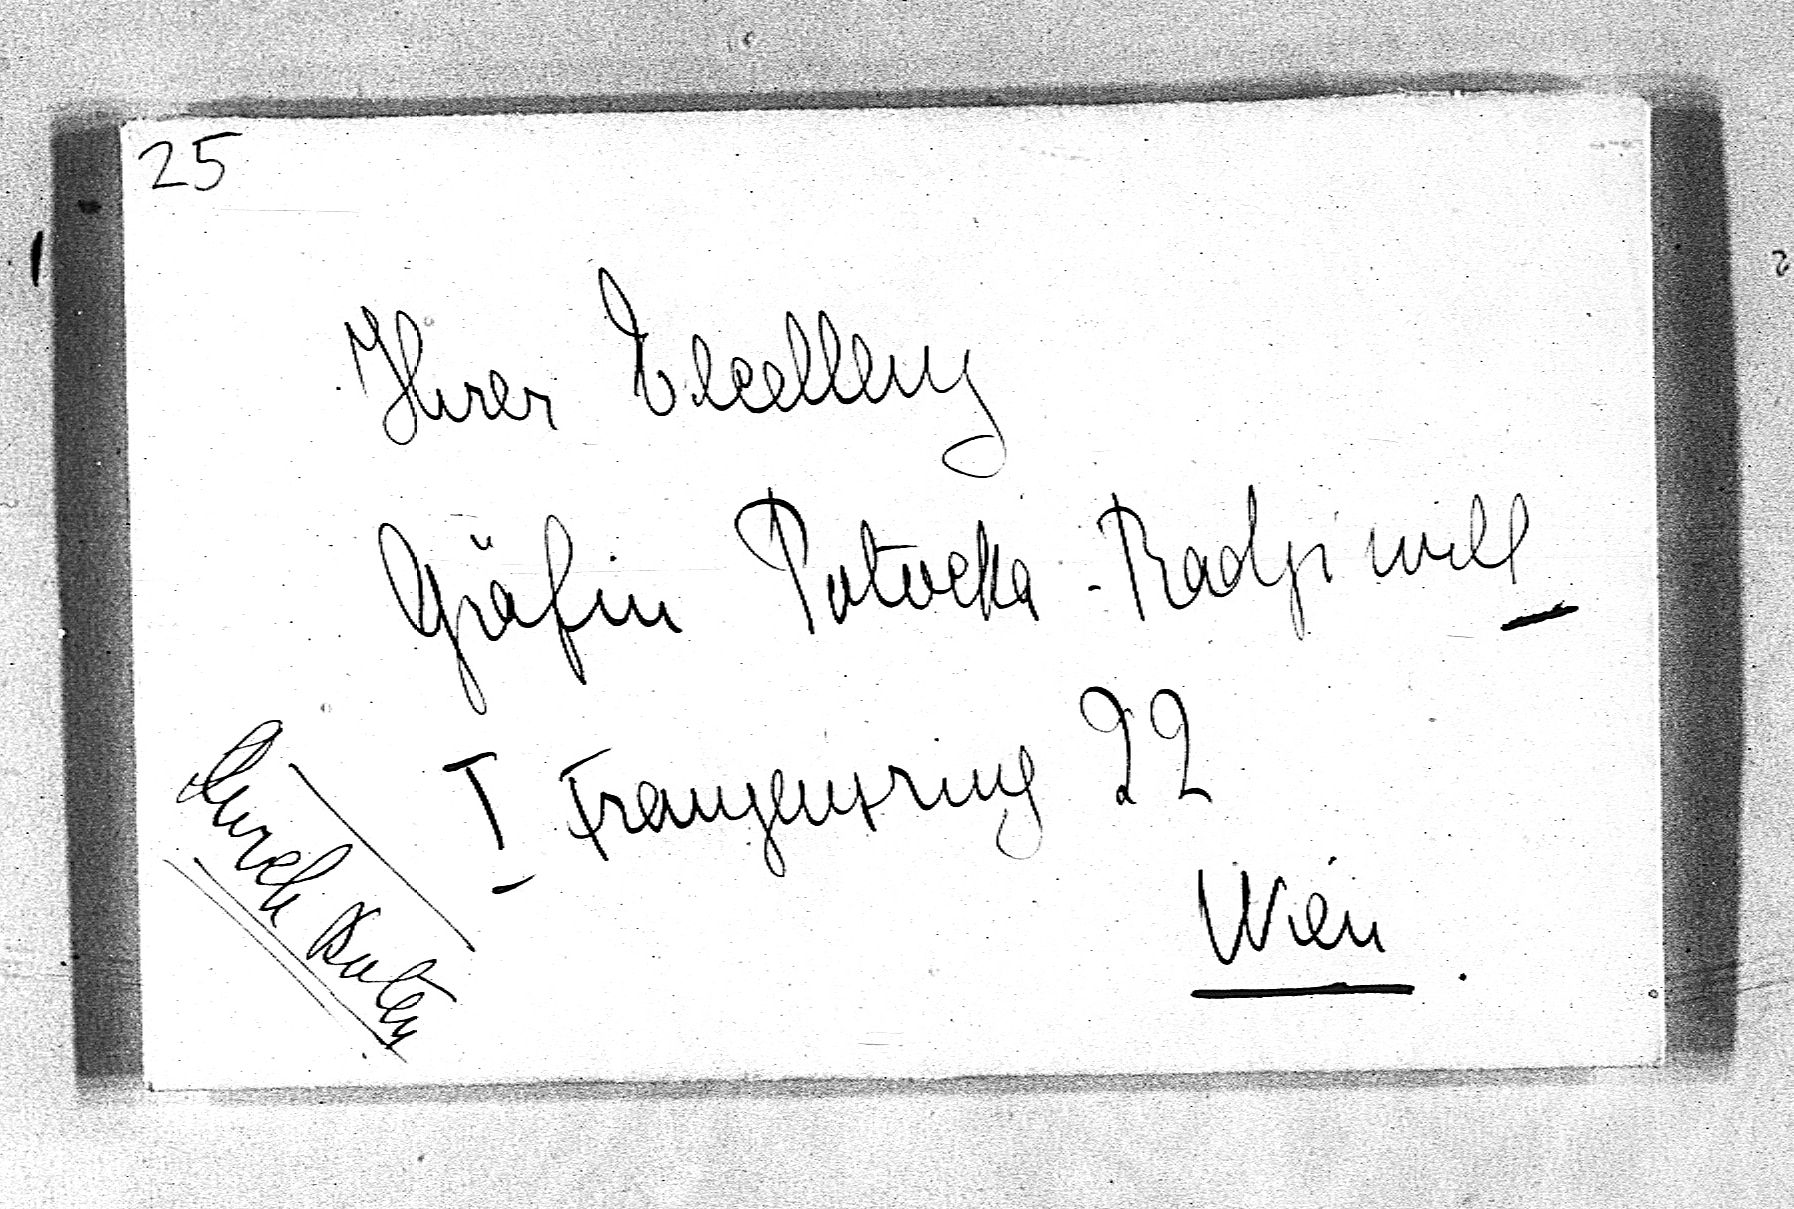 25
Ihrer Excellenz
Gräfin Potocka-Radziwill
I Franzensring 22
Wien.
durch Boten